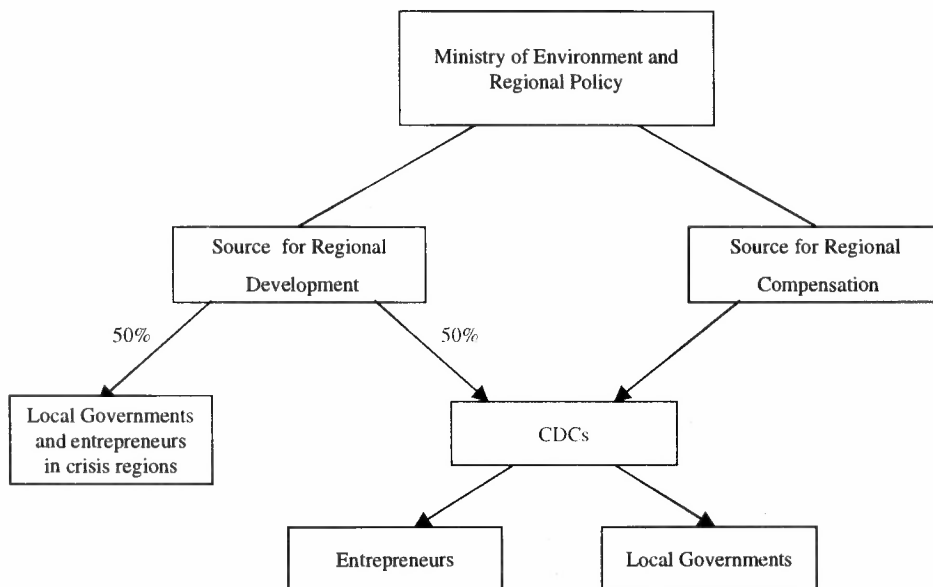 Ministry of Environment and
Regional Policy
Source for Regional
Development
Source for Regional
Compensation
50%
50%
Local Governments
and entrepreneurs
in crisis regions
CDCs
Entrepreneurs
Local Governments